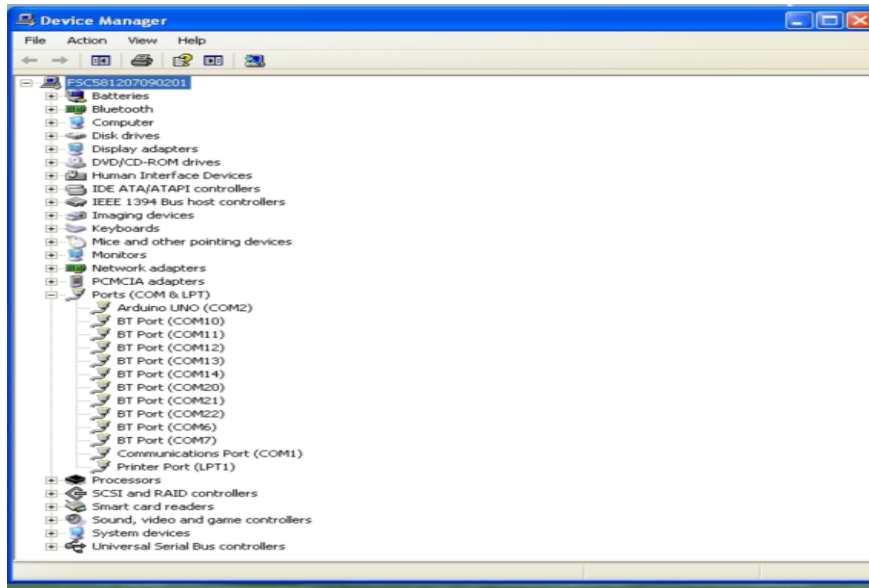 Device Manager
File Action View Help
FSC581207090201
Batteries
Bluetooth
Computer
Disk drives
Display adapters
DVD/CD-ROM drives
Human Interface Devices
IDE ATA/ATAPI controllers
IEEE 1394 Bus host controllers
Imaging devices
Keyboards
Mice and other pointing devices
Monitors
Network adapters
PCMCIA adapters
Ports (COM & LPT)
Arduino UNO (COM2)
BT Port (COM10)
BT Port (COM11)
BT Port (COM12)
BT Port (COM13)
BT Port (COM14)
BT Port (COM20)
BT Port (COM21)
BT Port (COM22)
BT Port (COM6)
BT Port (COM7)
Communications Port (COM1)
Printer Port (LPT1)
Processors
SCSI and RAID controllers
Smart card readers
Sound, video and game controllers
System devices
Universal Serial Bus controllers